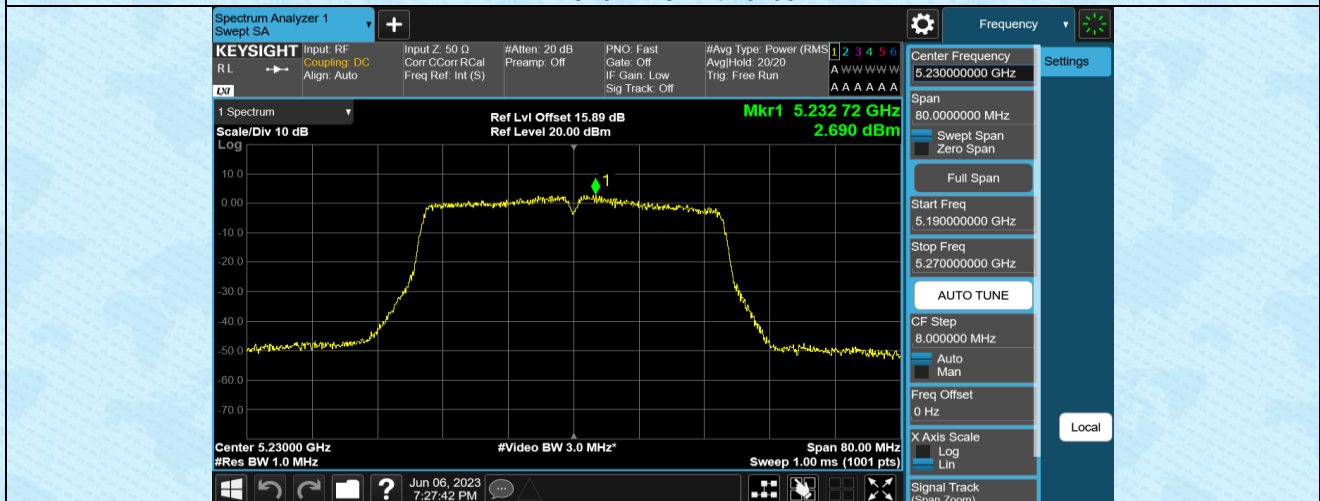 Spectrum Analyzer 1
Swept SA
Frequency
KEYSIGHT
R L
LXI
Input: RF
Coupling: DC
Align: Auto
Input Z: 50 Ω
Corr CCorr RCal
Freq Ref: Int (S)
#Atten: 20 dB
Preamp: Off
PNO: Fast
Gate: Off
IF Gain: Low
Sig Track: Off
#Avg Type: Power (RMS
Avg|Hold: 20/20
Trig: Free Run
1 2 3 4 5 6
A W W W W W
A A A A A A
1 Spectrum
Scale/Div 10 dB
Log
Ref Lvl Offset 15.89 dB
Ref Level 20.00 dBm
Mkr1 5.232 72 GHz
2.690 dBm
1
10.0
0.00
-10.0
-20.0
-30.0
-40.0
-50.0
-60.0
-70.0
Center 5.23000 GHz
#Res BW 1.0 MHz
#Video BW 3.0 MHz*
Span 80.00 MHz
Sweep 1.00 ms (1001 pts)
Jun 06, 2023
7:27:42 PM
Center Frequency
5.230000000 GHz
Settings
Span
80.0000000 MHz
Swept Span
Zero Span
Full Span
Start Freq
5.190000000 GHz
Stop Freq
5.270000000 GHz
AUTO TUNE
CF Step
8.000000 MHz
Auto
Man
Freq Offset
0 Hz
X Axis Scale
Log
Lin
Local
Signal Track
(Span Zoom)